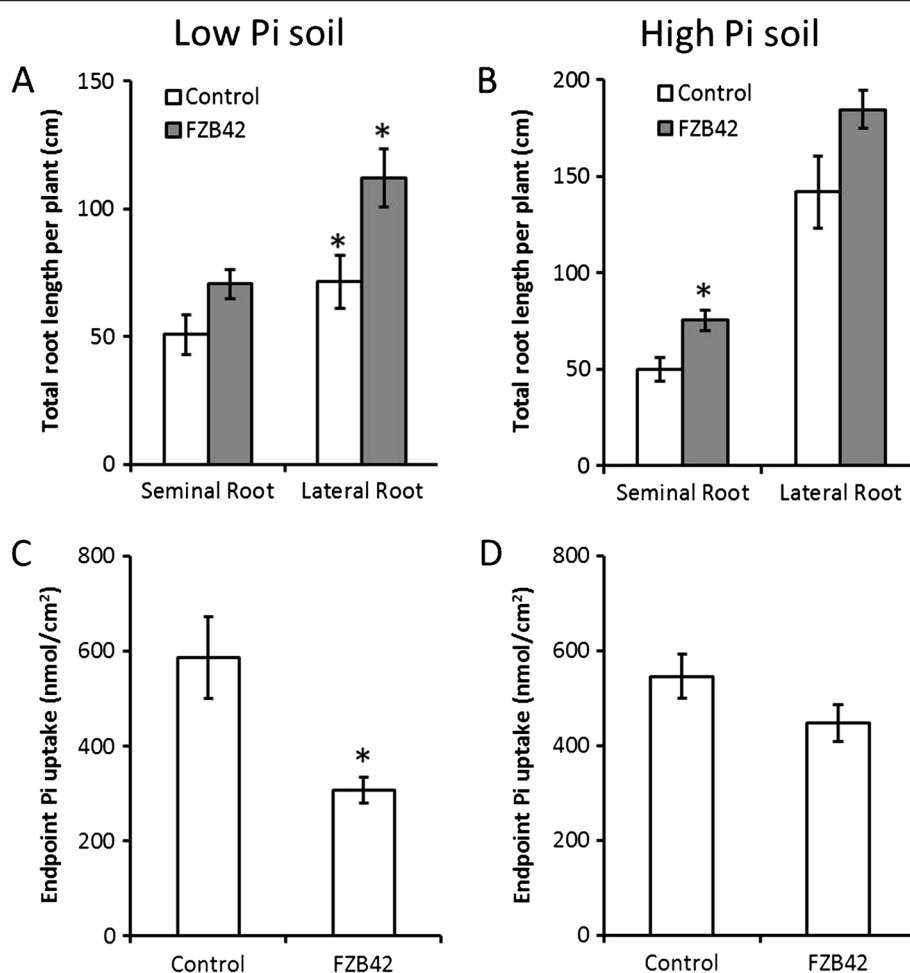 Low Pi soil
High Pi soil
A
Total root length per plant (cm)
150
100
50
0
Control
FZB42
*
*
Seminal Root
Lateral Root
B
Total root length per plant (cm)
200
150
100
50
0
Control
FZB42
*
Seminal Root
Lateral Root
C
Endpoint Pi uptake (nmol/cm²)
800
600
400
200
0
*
Control
FZB42
D
Endpoint Pi uptake (nmol/cm²)
800
600
400
200
0
Control
FZB42